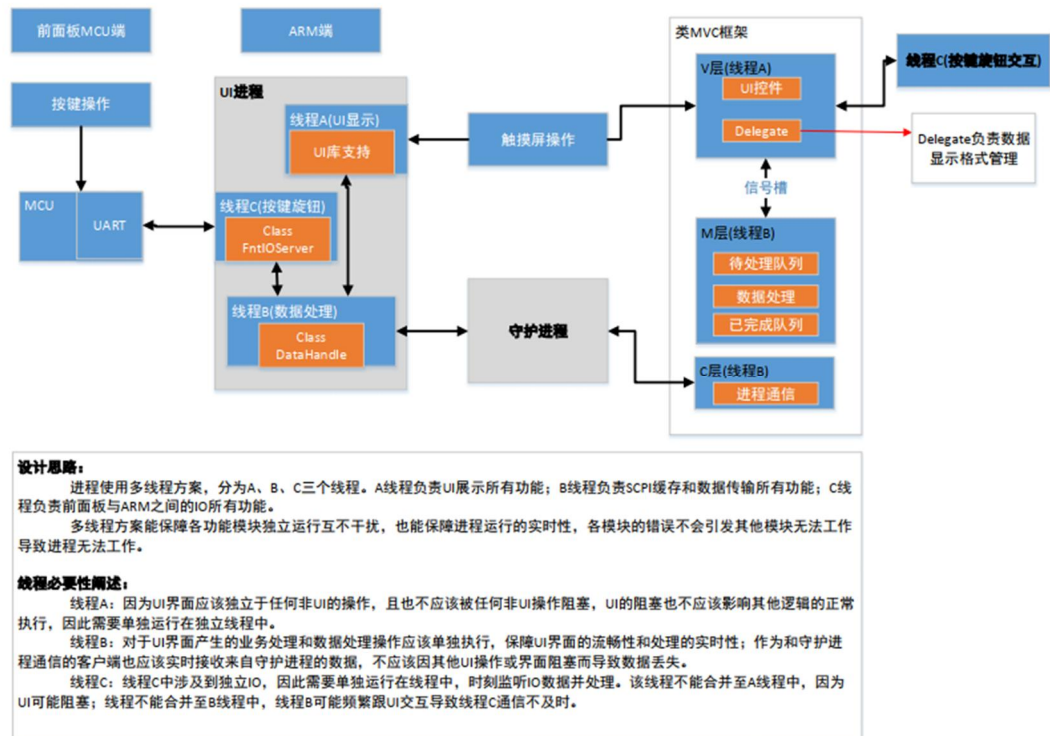 前面板MCU端
ARM端
按键操作
MCU
UART
UI进程
线程A(UI显示)
UI库支持
线程C(按键旋钮)
Class
FntIOServer
线程B(数据处理)
Class
DataHandle
触摸屏操作
守护进程
类MVC框架
V层(线程A)
UI控件
Delegate
信号槽
M层(线程B)
待处理队列
数据处理
已完成队列
C层(线程B)
进程通信
线程C(按键旋钮交互)
Delegate负责数据
显示格式管理
设计思路：
进程使用多线程方案，分为A、B、C三个线程。A线程负责UI展示所有功能；B线程负责SCPI缓存和数据传输所有功能；C线
程负责前面板与ARM之间的IO所有功能。
多线程方案能保障各功能模块独立运行互不干扰，也能保障进程运行的实时性，各模块的错误不会引发其他模块无法工作
导致进程无法工作。
线程必要性阐述：
线程A：因为UI界面应该独立于任何非UI的操作，且也不应该被任何非UI操作阻塞，UI的阻塞也不应该影响其他逻辑的正常
执行，因此需要单独运行在独立线程中。
线程B：对于UI界面产生的业务处理和数据处理操作应该单独执行，保障UI界面的流畅性和处理的实时性；作为和守护进
程通信的客户端也应该实时接收来自守护进程的数据，不应该因其他UI操作或界面阻塞而导致数据丢失。
线程C：线程C中涉及到独立IO，因此需要单独运行在线程中，时刻监听IO数据并处理。该线程不能合并至A线程中，因为
UI可能阻塞；线程不能合并至B线程中，线程B可能频繁跟UI交互导致线程C通信不及时。